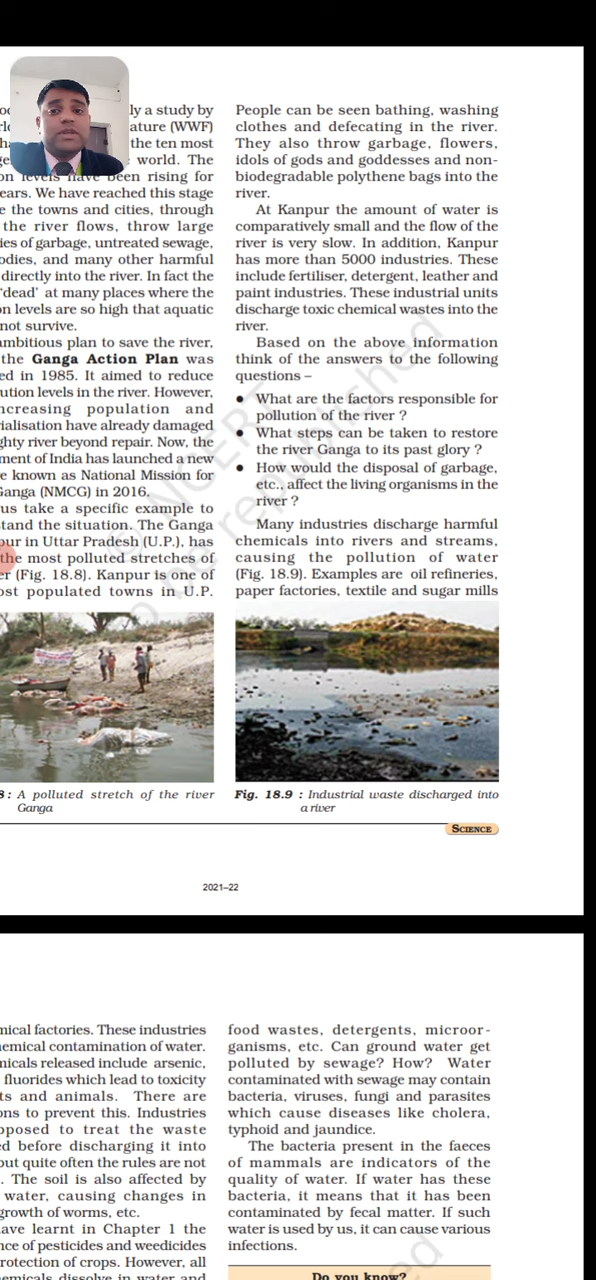 ly a study by
ature (WWF)
the ten most
world. The
levels have been rising for
ears. We have reached this stage
e the towns and cities, through
the river flows, throw large
ies of garbage, untreated sewage,
odies, and many other harmful
directly into the river. In fact the
‘dead’ at many places where the
on levels are so high that aquatic
not survive.
ambitious plan to save the river,
the Ganga Action Plan was
ed in 1985. It aimed to reduce
ution levels in the river. However,
ncreasing population and
ialisation have already damaged
ghty river beyond repair. Now, the
ment of India has launched a new
e known as National Mission for
Ganga (NMCG) in 2016.
us take a specific example to
stand the situation. The Ganga
pur in Uttar Pradesh (U.P.), has
the most polluted stretches of
er (Fig. 18.8). Kanpur is one of
ost populated towns in U.P.
8 : A polluted stretch of the river
Ganga
People can be seen bathing, washing
clothes and defecating in the river.
They also throw garbage, flowers,
idols of gods and goddesses and non-
biodegradable polythene bags into the
river.
At Kanpur the amount of water is
comparatively small and the flow of the
river is very slow. In addition, Kanpur
has more than 5000 industries. These
include fertiliser, detergent, leather and
paint industries. These industrial units
discharge toxic chemical wastes into the
river.
Based on the above information
think of the answers to the following
questions –
• What are the factors responsible for
pollution of the river ?
• What steps can be taken to restore
the river Ganga to its past glory ?
• How would the disposal of garbage,
etc., affect the living organisms in the
river ?
Many industries discharge harmful
chemicals into rivers and streams,
causing the pollution of water
(Fig. 18.9). Examples are oil refineries,
paper factories, textile and sugar mills
Fig. 18.9 : Industrial waste discharged into
a river
SCIENCE
2021–22
© NCERT
be republished
mical factories. These industries
hemical contamination of water.
micals released include arsenic,
fluorides which lead to toxicity
ts and animals. There are
ons to prevent this. Industries
pposed to treat the waste
ed before discharging it into
but quite often the rules are not
. The soil is also affected by
water, causing changes in
growth of worms, etc.
ave learnt in Chapter 1 the
nce of pesticides and weedicides
rotection of crops. However, all
emicals dissolve in water and
food wastes, detergents, microor-
ganisms, etc. Can ground water get
polluted by sewage? How? Water
contaminated with sewage may contain
bacteria, viruses, fungi and parasites
which cause diseases like cholera,
typhoid and jaundice.
The bacteria present in the faeces
of mammals are indicators of the
quality of water. If water has these
bacteria, it means that it has been
contaminated by fecal matter. If such
water is used by us, it can cause various
infections.
Do you know?